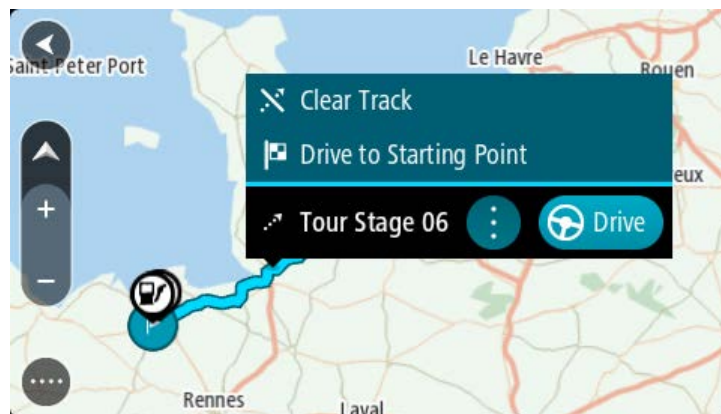 Le Havre
Saint Peter Port
Rouen
Clear Track
Drive to Starting Point
eux
Tour Stage 06
Drive
Rennes
Laval